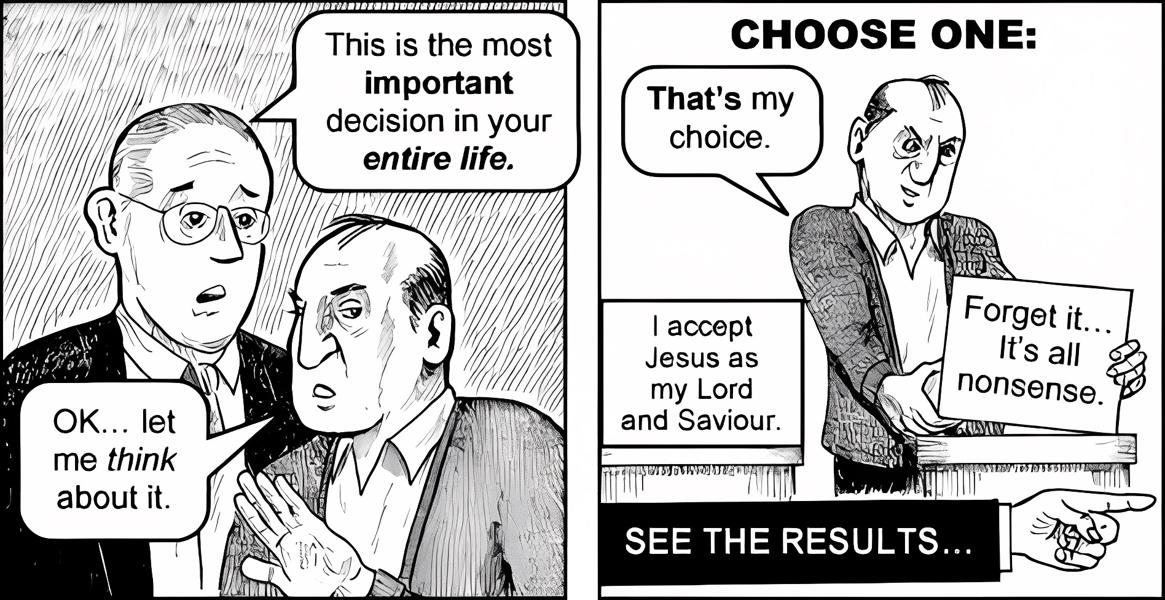 This is the most
important
decision in your
entire life.
OK... let
me think
about it.
CHOOSE ONE:
That's my
choice.
I accept
Jesus as
my Lord
and Saviour.
Forget it...
It's all
nonsense.
SEE THE RESULTS...